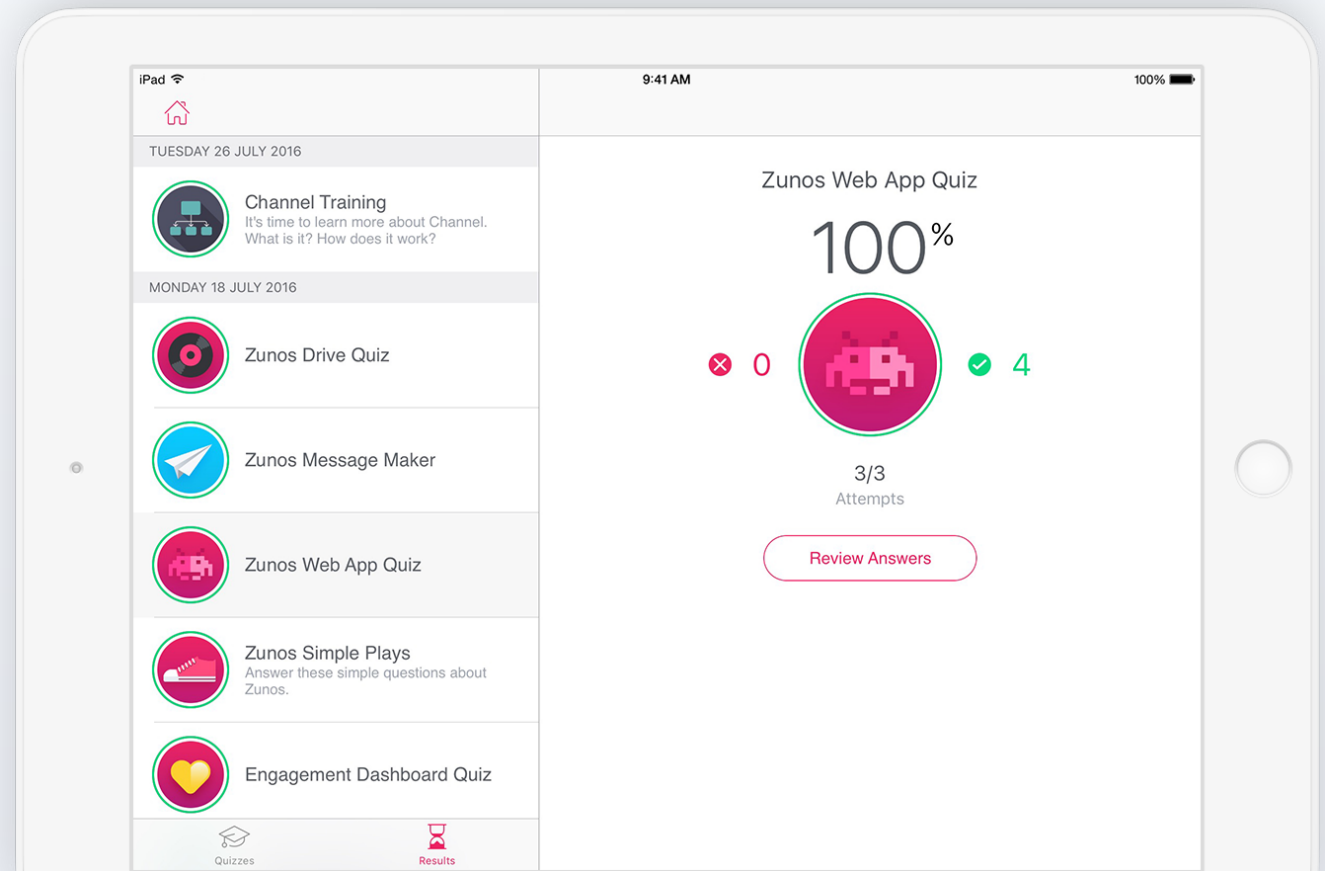 iPad
9:41 AM
100%
TUESDAY 26 JULY 2016
Channel Training
It's time to learn more about Channel.
What is it? How does it work?
MONDAY 18 JULY 2016
Zunos Drive Quiz
Zunos Message Maker
Zunos Web App Quiz
Zunos Simple Plays
Answer these simple questions about
Zunos.
Engagement Dashboard Quiz
Quizzes
Results
Zunos Web App Quiz
100%
0
4
3/3
Attempts
Review Answers